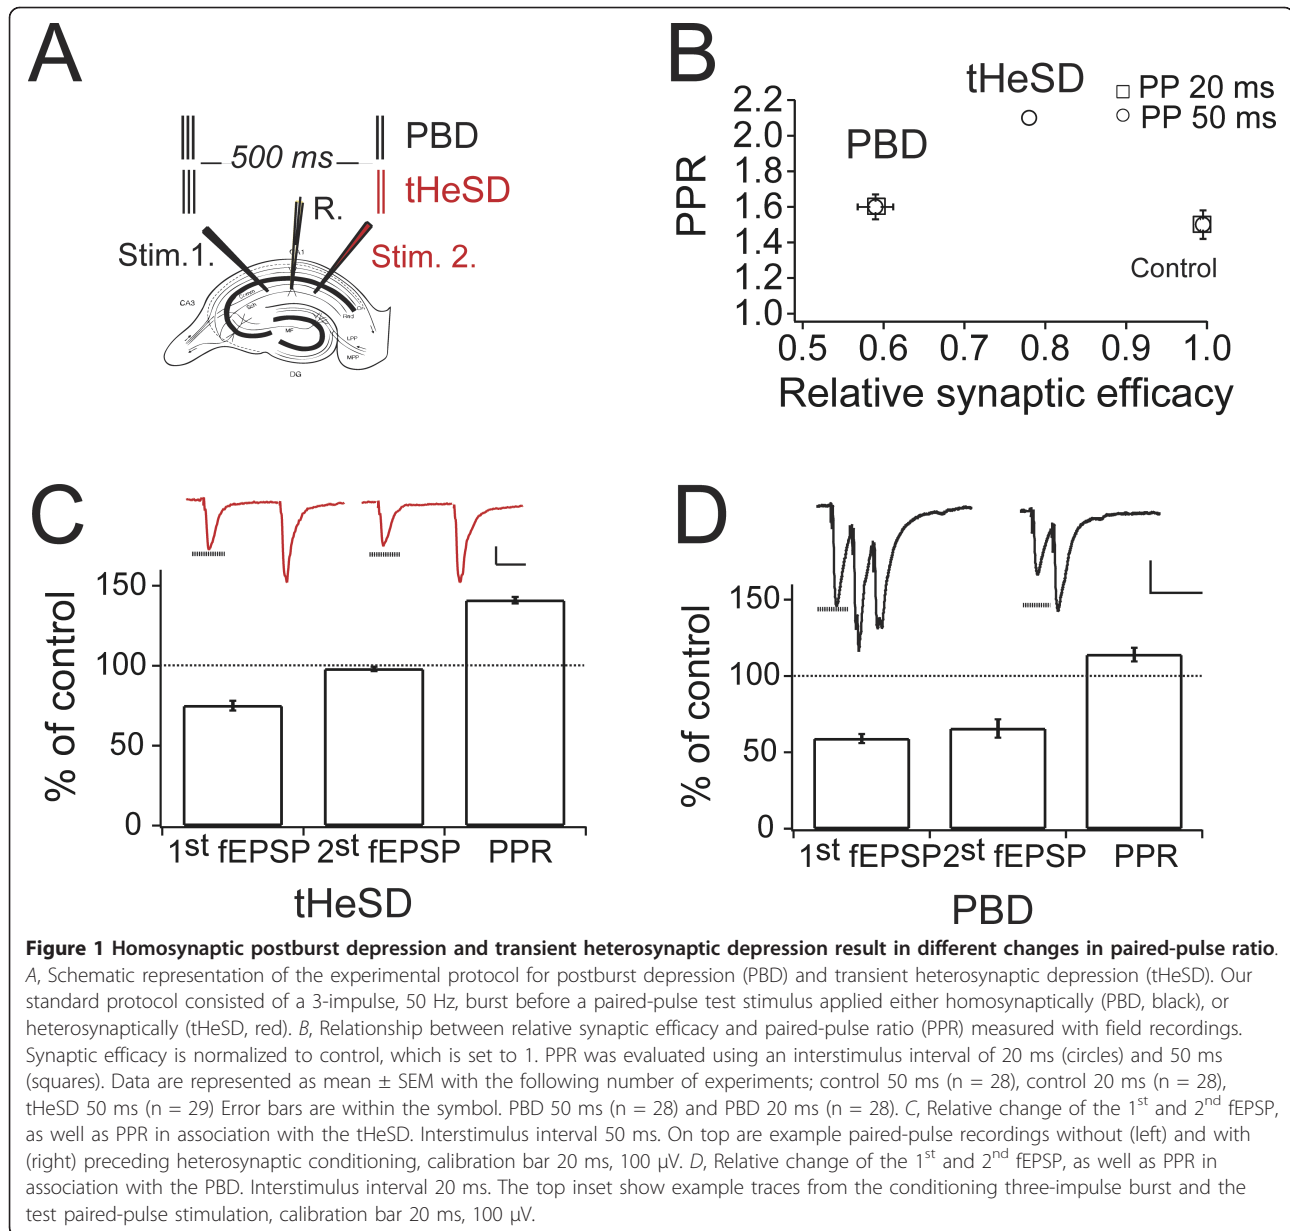 A
PBD
500 ms
tHeSD
R.
Stim.1.
Stim. 2.
CA1
CA3
Sch
Rad
MF
LPP
MPP
DG
B
tHeSD
PP 20 ms
PP 50 ms
PBD
Control
PPR
2.2
2.0
1.8
1.6
1.4
1.2
1.0
0.5 0.6 0.7 0.8 0.9 1.0
Relative synaptic efficacy
C
% of control
150
100
50
0
1st fEPSP 2st fEPSP PPR
tHeSD
D
% of control
150
100
50
0
1st fEPSP 2st fEPSP PPR
PBD
Figure 1 Homosynaptic postburst depression and transient heterosynaptic depression result in different changes in paired-pulse ratio.
A, Schematic representation of the experimental protocol for postburst depression (PBD) and transient heterosynaptic depression (tHeSD). Our
standard protocol consisted of a 3-impulse, 50 Hz, burst before a paired-pulse test stimulus applied either homosynaptically (PBD, black), or
heterosynaptically (tHeSD, red). B, Relationship between relative synaptic efficacy and paired-pulse ratio (PPR) measured with field recordings.
Synaptic efficacy is normalized to control, which is set to 1. PPR was evaluated using an interstimulus interval of 20 ms (circles) and 50 ms
(squares). Data are represented as mean ± SEM with the following number of experiments; control 50 ms (n = 28), control 20 ms (n = 28),
tHeSD 50 ms (n = 29) Error bars are within the symbol. PBD 50 ms (n = 28) and PBD 20 ms (n = 28). C, Relative change of the 1st and 2nd fEPSP,
as well as PPR in association with the tHeSD. Interstimulus interval 50 ms. On top are example paired-pulse recordings without (left) and with
(right) preceding heterosynaptic conditioning, calibration bar 20 ms, 100 μV. D, Relative change of the 1st and 2nd fEPSP, as well as PPR in
association with the PBD. Interstimulus interval 20 ms. The top inset show example traces from the conditioning three-impulse burst and the
test paired-pulse stimulation, calibration bar 20 ms, 100 μV.